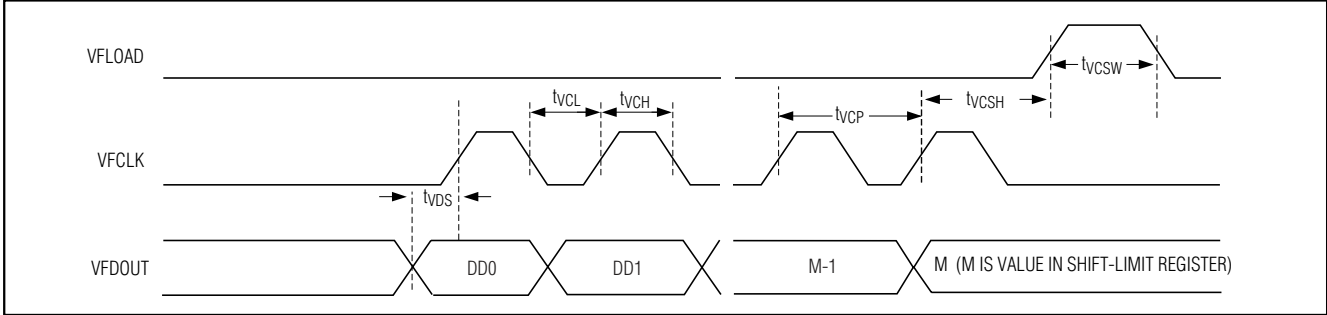 VFLOAD
tVCSW
tVCL
tVCH
tVCP
tVCSH
VFCLK
tVDS
VFDOUT
DD0
DD1
M-1
M (M IS VALUE IN SHIFT-LIMIT REGISTER)